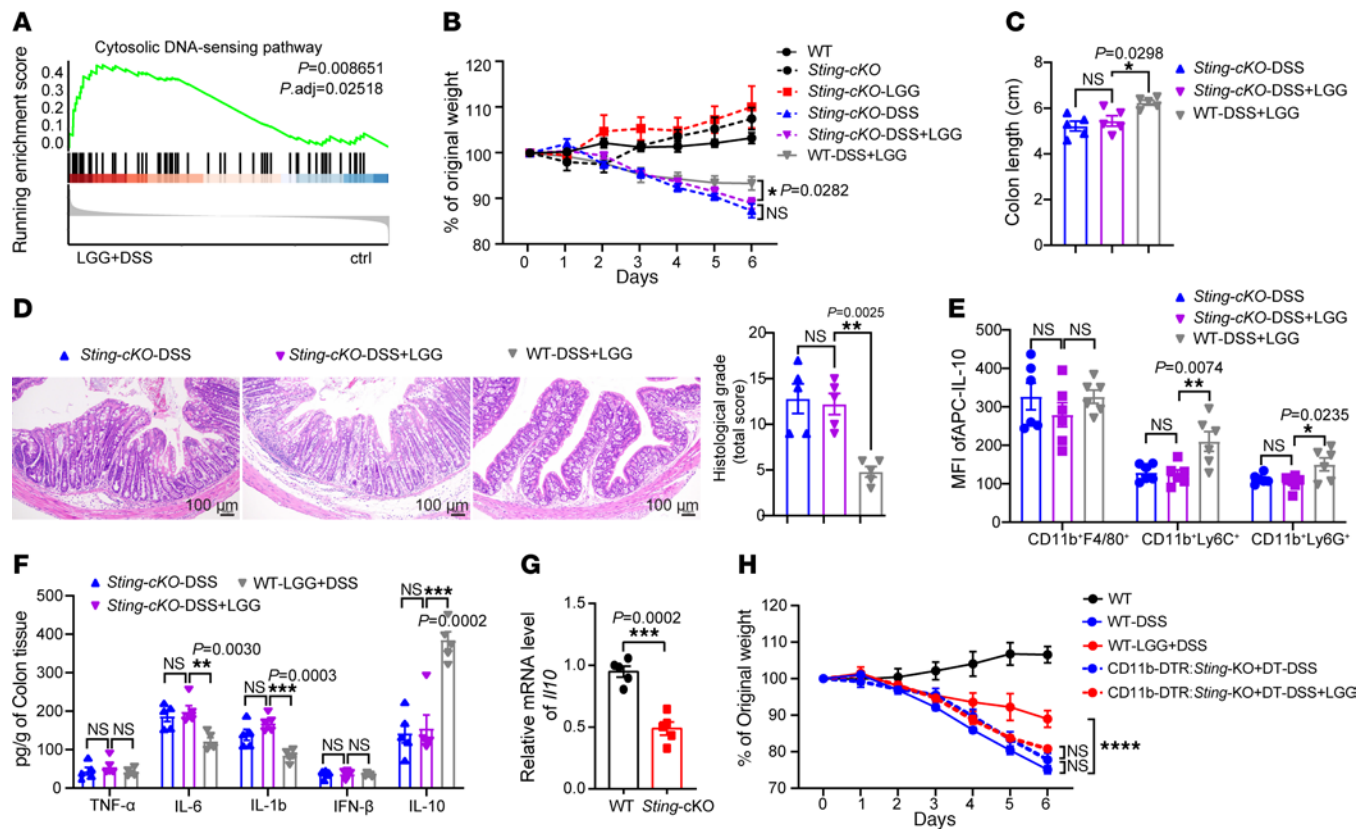 A
Cytosolic DNA-sensing pathway
P=0.008651
P.adj=0.02518
Running enrichment score
0.4
0.3
0.2
0.1
0.0
LGG+DSS
ctrl
B
% of original weight
120
110
100
90
80
0 1 2 3 4 5 6
Days
WT
Sting-cKO
Sting-cKO-LGG
Sting-cKO-DSS
Sting-cKO-DSS+LGG
WT-DSS+LGG
* P=0.0282
NS
C
Sting-cKO-DSS
Sting-cKO-DSS+LGG
WT-DSS+LGG
P=0.0298
NS
*
Colon length (cm)
8
6
4
2
0
D
Sting-cKO-DSS
Sting-cKO-DSS+LGG
WT-DSS+LGG
100 µm
100 µm
100 µm
Histological grade
(total score)
20
15
10
5
0
P=0.0025
NS
**
E
Sting-cKO-DSS
Sting-cKO-DSS+LGG
WT-DSS+LGG
MFI ofAPC-IL-10
500
400
300
200
100
0
NS
NS
P=0.0074
NS
**
P=0.0235
NS
*
CD11b+F4/80+
CD11b+Ly6C+
CD11b+Ly6G+
F
Sting-cKO-DSS
WT-LGG+DSS
Sting-cKO-DSS+LGG
pg/g of Colon tissue
500
400
300
200
100
0
NS
NS
NS
**
P=0.0030
NS
***
P=0.0003
NS
NS
NS
***
P=0.0002
TNF-α
IL-6
IL-1b
IFN-β
IL-10
G
Relative mRNA level
of Il10
1.5
1.0
0.5
0.0
P=0.0002
***
WT
Sting-cKO
H
% of Original weight
120
110
100
90
80
70
0 1 2 3 4 5 6
Days
WT
WT-DSS
WT-LGG+DSS
CD11b-DTR:Sting-KO+DT-DSS
CD11b-DTR:Sting-KO+DT-DSS+LGG
NS
NS
****